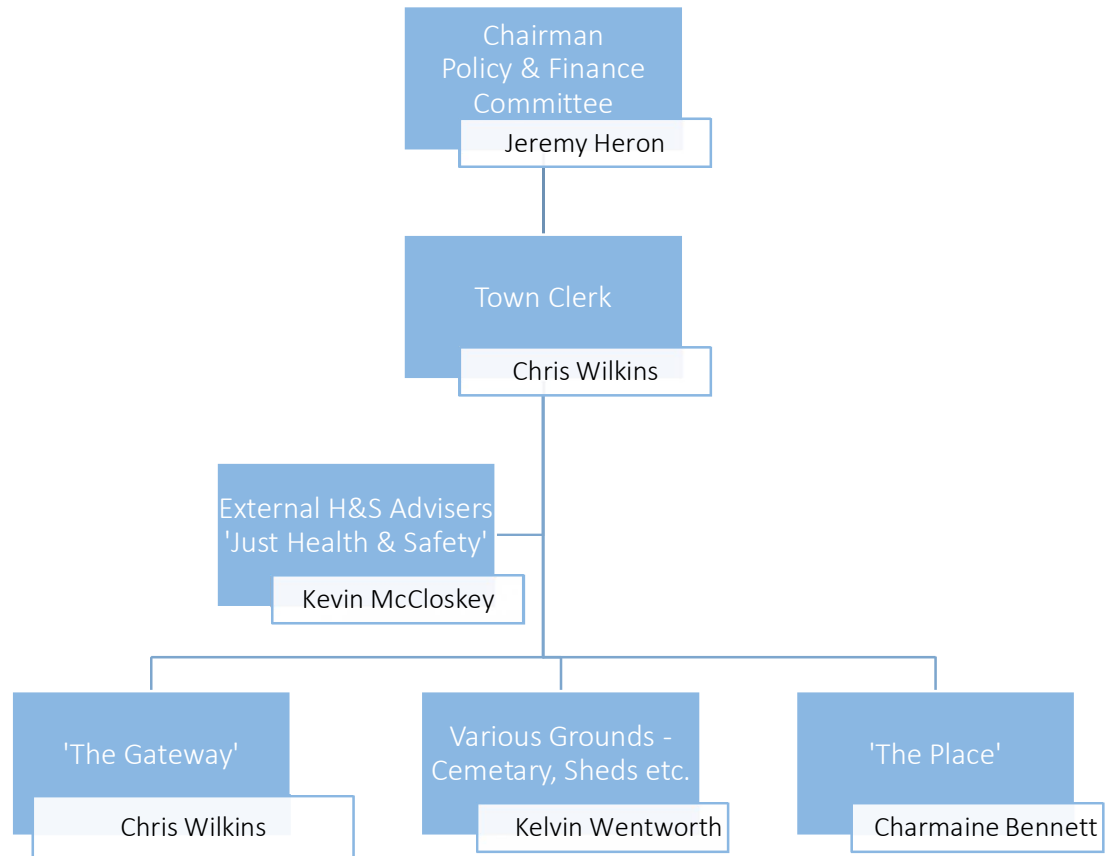 Chairman
Policy & Finance
Committee
Jeremy Heron
Town Clerk
Chris Wilkins
External H&S Advisers
'Just Health & Safety'
Kevin McCloskey
'The Gateway'
Chris Wilkins
Various Grounds -
Cemetary, Sheds etc.
Kelvin Wentworth
'The Place'
Charmaine Bennett